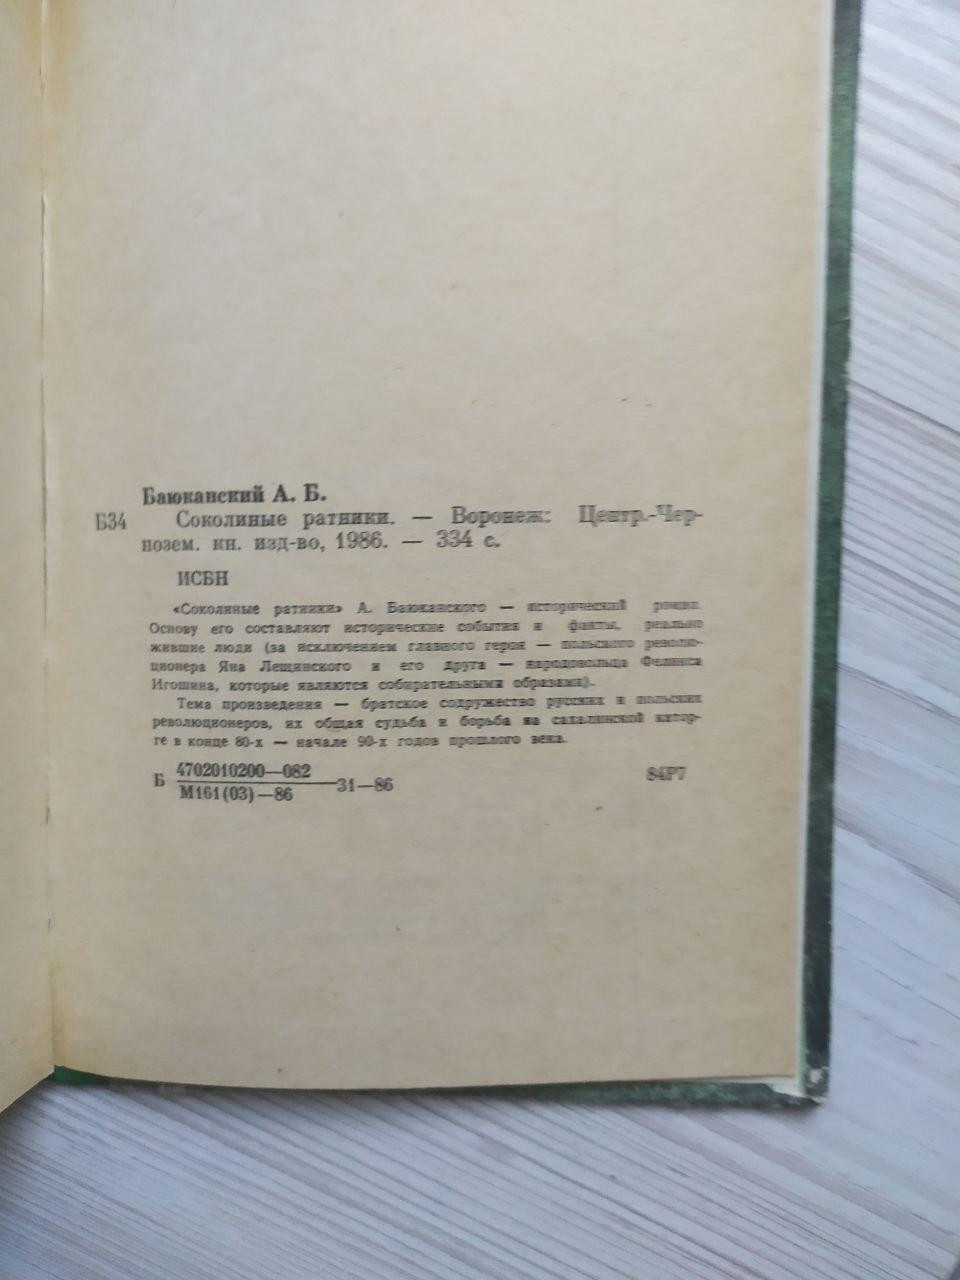 Баюканский А. Б.
Б34 Соколиные ратники. — Воронеж: Центр.-Чер-
нозем. кн. изд-во, 1986. — 334 с.
ИСБН
«Соколиные ратники» А. Баюканского — исторический роман.
Основу его составляют исторические события и факты, реально
жившие люди (за исключением главного героя — польского револю-
ционера Яна Лещинского и его друга — народовольца Феликса
Игошина, которые являются собирательными образами).
Тема произведения — братское содружество русских и польских
революционеров, их общая судьба и борьба на сахалинской катор-
ге в конце 80-х — начале 90-х годов прошлого века.
Б 4702010200—082
М161(03)—86 —31—86 84Р7